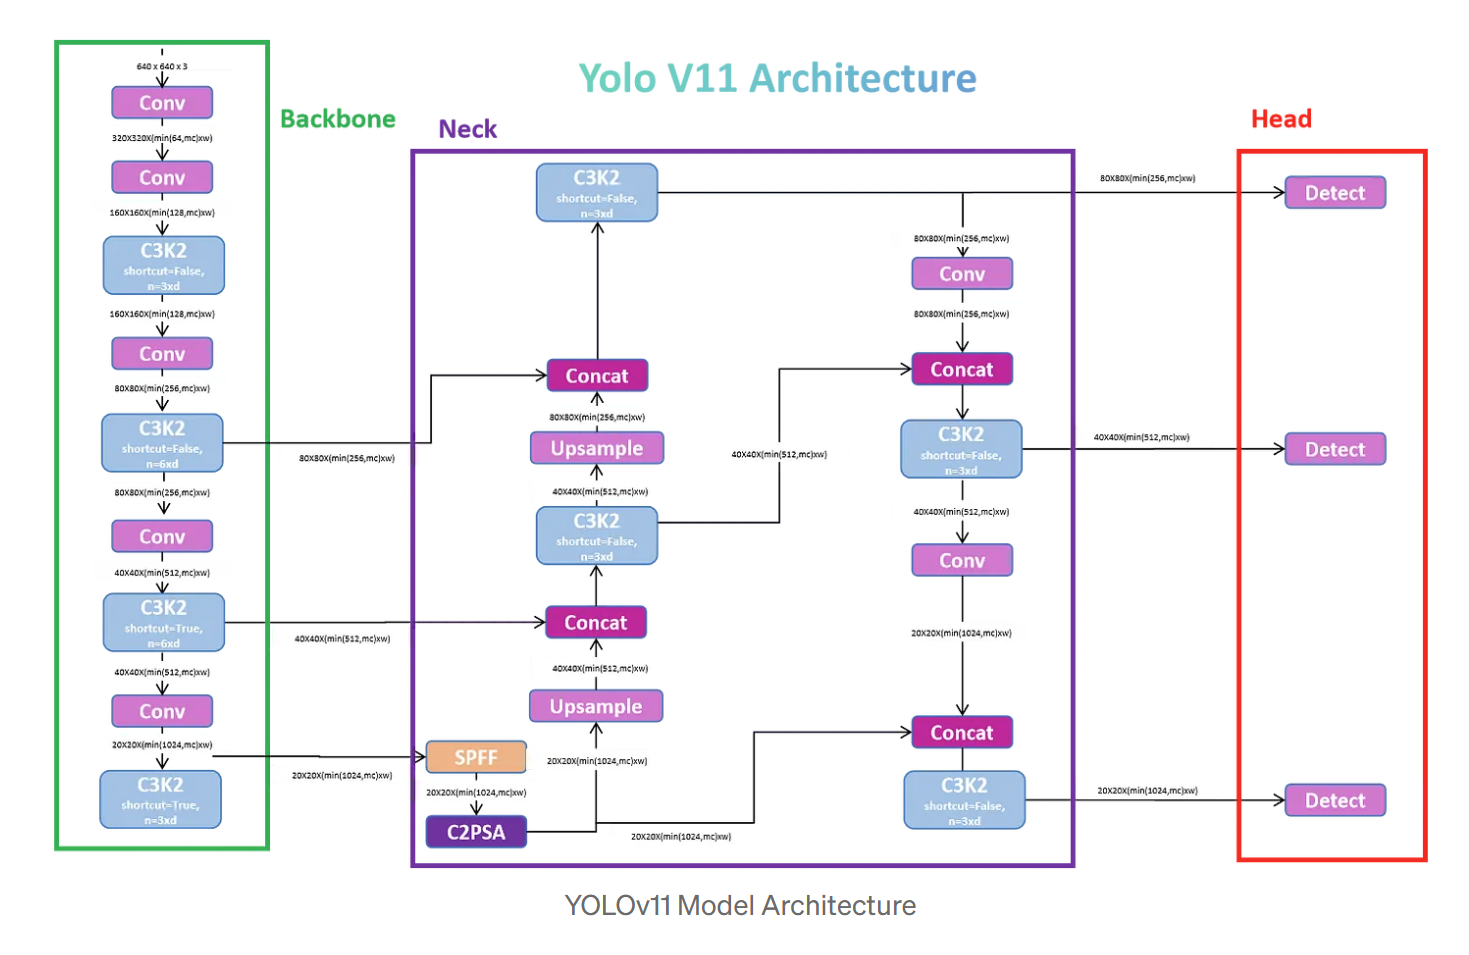 Yolo V11 Architecture
Backbone
Neck
Head
640 x 640 x 3
Conv
320X320X(min(64,mc)xw)
Conv
160X160X(min(128,mc)xw)
C3K2
shortcut=False,
n=3xd
160X160X(min(128,mc)xw)
Conv
80X80X(min(256,mc)xw)
C3K2
shortcut=False,
n=6xd
80X80X(min(256,mc)xw)
80X80X(min(256,mc)xw)
Conv
40X40X(min(512,mc)xw)
C3K2
shortcut=True,
n=6xd
40X40X(min(512,mc)xw)
40X40X(min(512,mc)xw)
Conv
20X20X(min(1024,mc)xw)
20X20X(min(1024,mc)xw)
C3K2
shortcut=True,
n=3xd
C3K2
shortcut=False,
n=3xd
Concat
80X80X(min(256,mc)xw)
Upsample
40X40X(min(512,mc)xw)
C3K2
shortcut=False,
n=3xd
Concat
40X40X(min(512,mc)xw)
Upsample
20X20X(min(1024,mc)xw)
SPFF
20X20X(min(1024,mc)xw)
C2PSA
20X20X(min(1024,mc)xw)
40X40X(min(512,mc)xw)
80X80X(min(256,mc)xw)
Conv
80X80X(min(256,mc)xw)
Concat
C3K2
shortcut=False,
n=3xd
40X40X(min(512,mc)xw)
Conv
20X20X(min(1024,mc)xw)
Concat
C3K2
shortcut=False,
n=3xd
80X80X(min(256,mc)xw)
Detect
40X40X(min(512,mc)xw)
Detect
20X20X(min(1024,mc)xw)
Detect
YOLOv11 Model Architecture